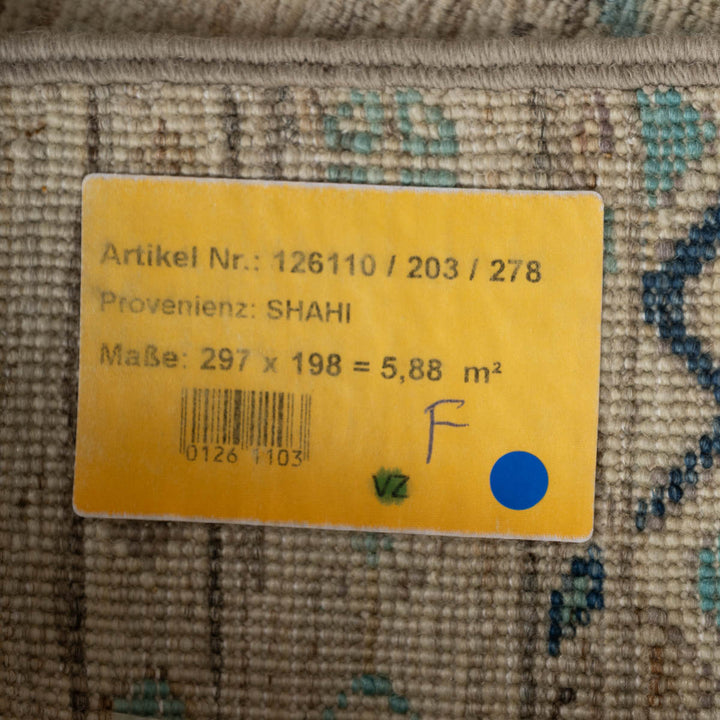 Artikel Nr.: 126110 / 203 / 278
Provenienz: SHAHI
Maße: 297 x 198 = 5,88 m²
0126 1103
F
VZ